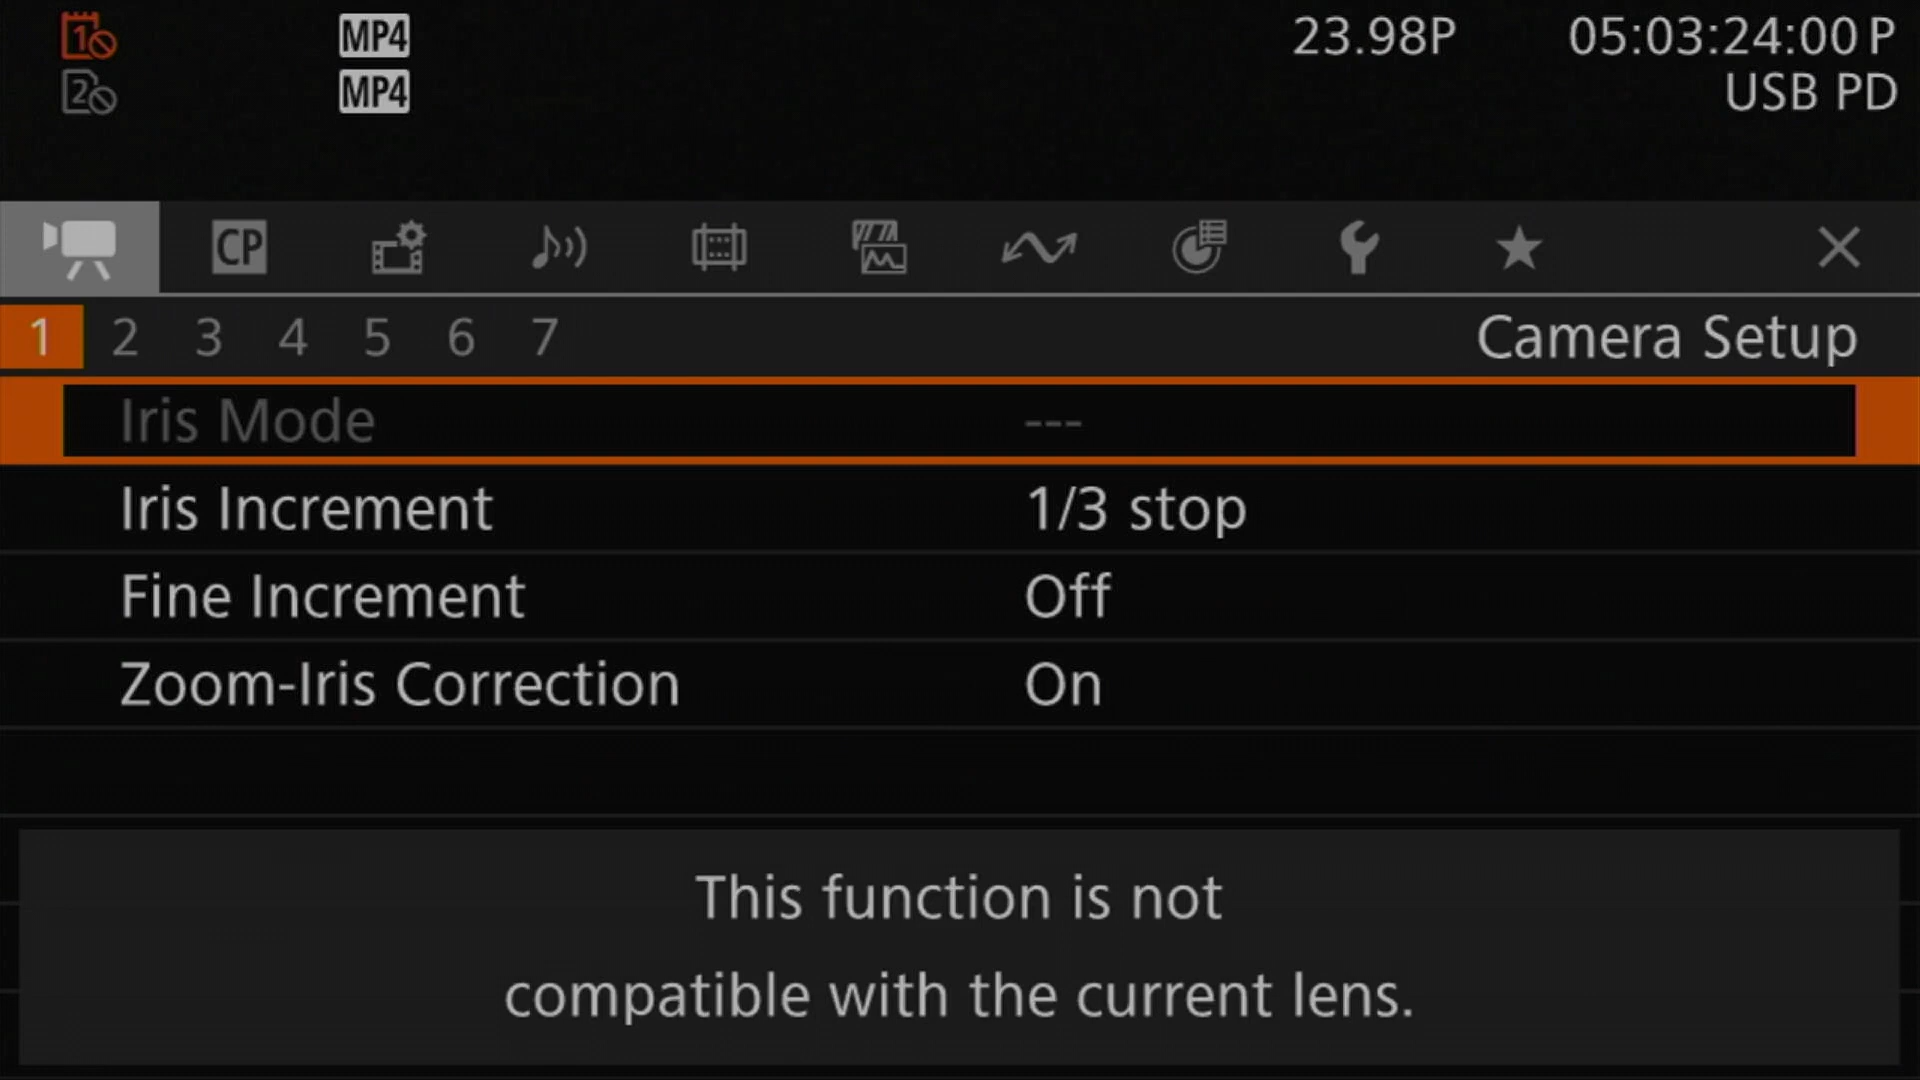 1 MP4 23.98P 05:03:24:00 P
2 MP4 USB PD
CP
1 2 3 4 5 6 7 Camera Setup
Iris Mode ---
Iris Increment 1/3 stop
Fine Increment Off
Zoom-Iris Correction On
This function is not
compatible with the current lens.